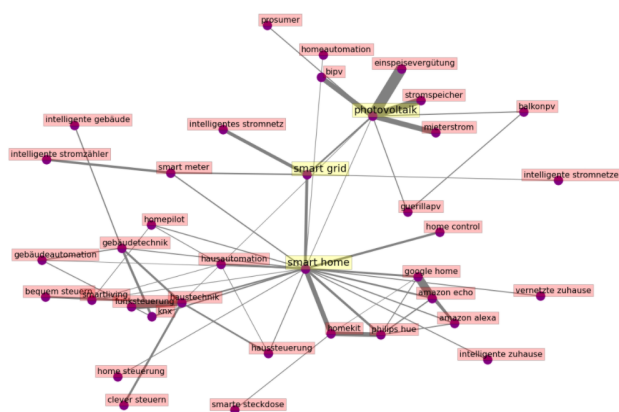 prosumer
homeautomation
einspeisevergütung
bipv
stromspeicher
photovoltaik
balkonpv
intelligente gebäude
intelligentes stromnetz
mieterstrom
intelligente stromzähler
smart meter
smart grid
intelligente stromnetze
homepilot
guerillapv
home control
gebäudetechnik
gebäudeautomation
hausautomation
smart home
google home
bequem steuern
smartliving
funksteuerung
haustechnik
amazon echo
vernetzte zuhause
knx
homekit
philips hue
amazon alexa
haussteuerung
intelligente zuhause
home steuerung
clever steuern
smarte steckdose